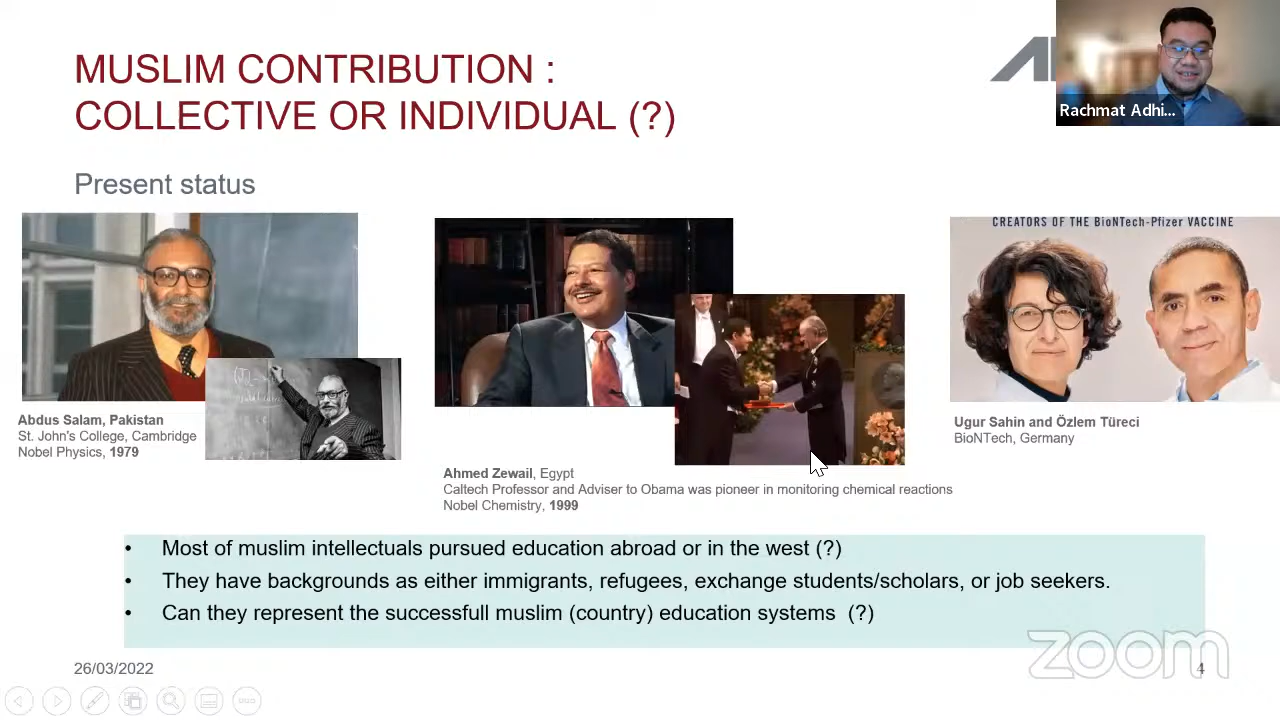 MUSLIM CONTRIBUTION :
COLLECTIVE OR INDIVIDUAL (?)
Rachmat Adhi...
Present status
CREATORS OF THE BioNTech-Pfizer VACCINE
Abdus Salam, Pakistan
St. John's College, Cambridge
Nobel Physics, 1979
Ahmed Zewail, Egypt
Caltech Professor and Adviser to Obama was pioneer in monitoring chemical reactions
Nobel Chemistry, 1999
Ugur Sahin and Özlem Türeci
BioNTech, Germany
• Most of muslim intellectuals pursued education abroad or in the west (?)
• They have backgrounds as either immigrants, refugees, exchange students/scholars, or job seekers.
• Can they represent the successfull muslim (country) education systems (?)
26/03/2022
zoom
4